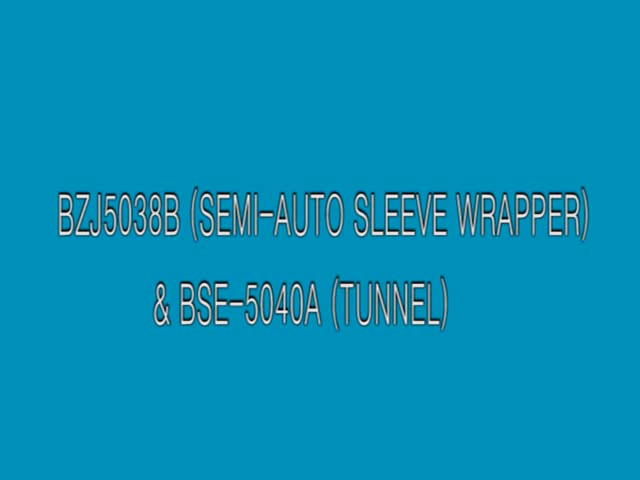 BZJ5038B (SEMI-AUTO SLEEVE WRAPPER)
& BSE-5040A (TUNNEL)